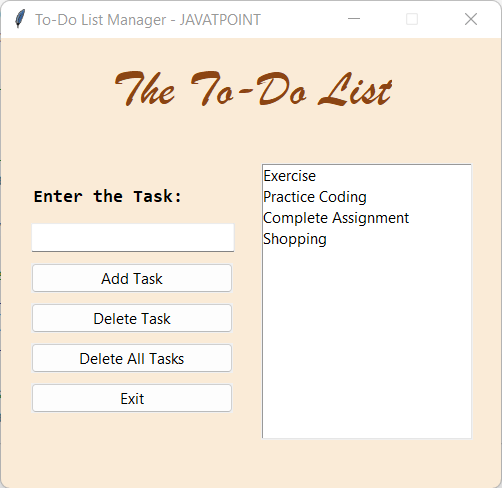 To-Do List Manager - JAVATPOINT
The To-Do List
Enter the Task:
Add Task
Delete Task
Delete All Tasks
Exit
Exercise
Practice Coding
Complete Assignment
Shopping